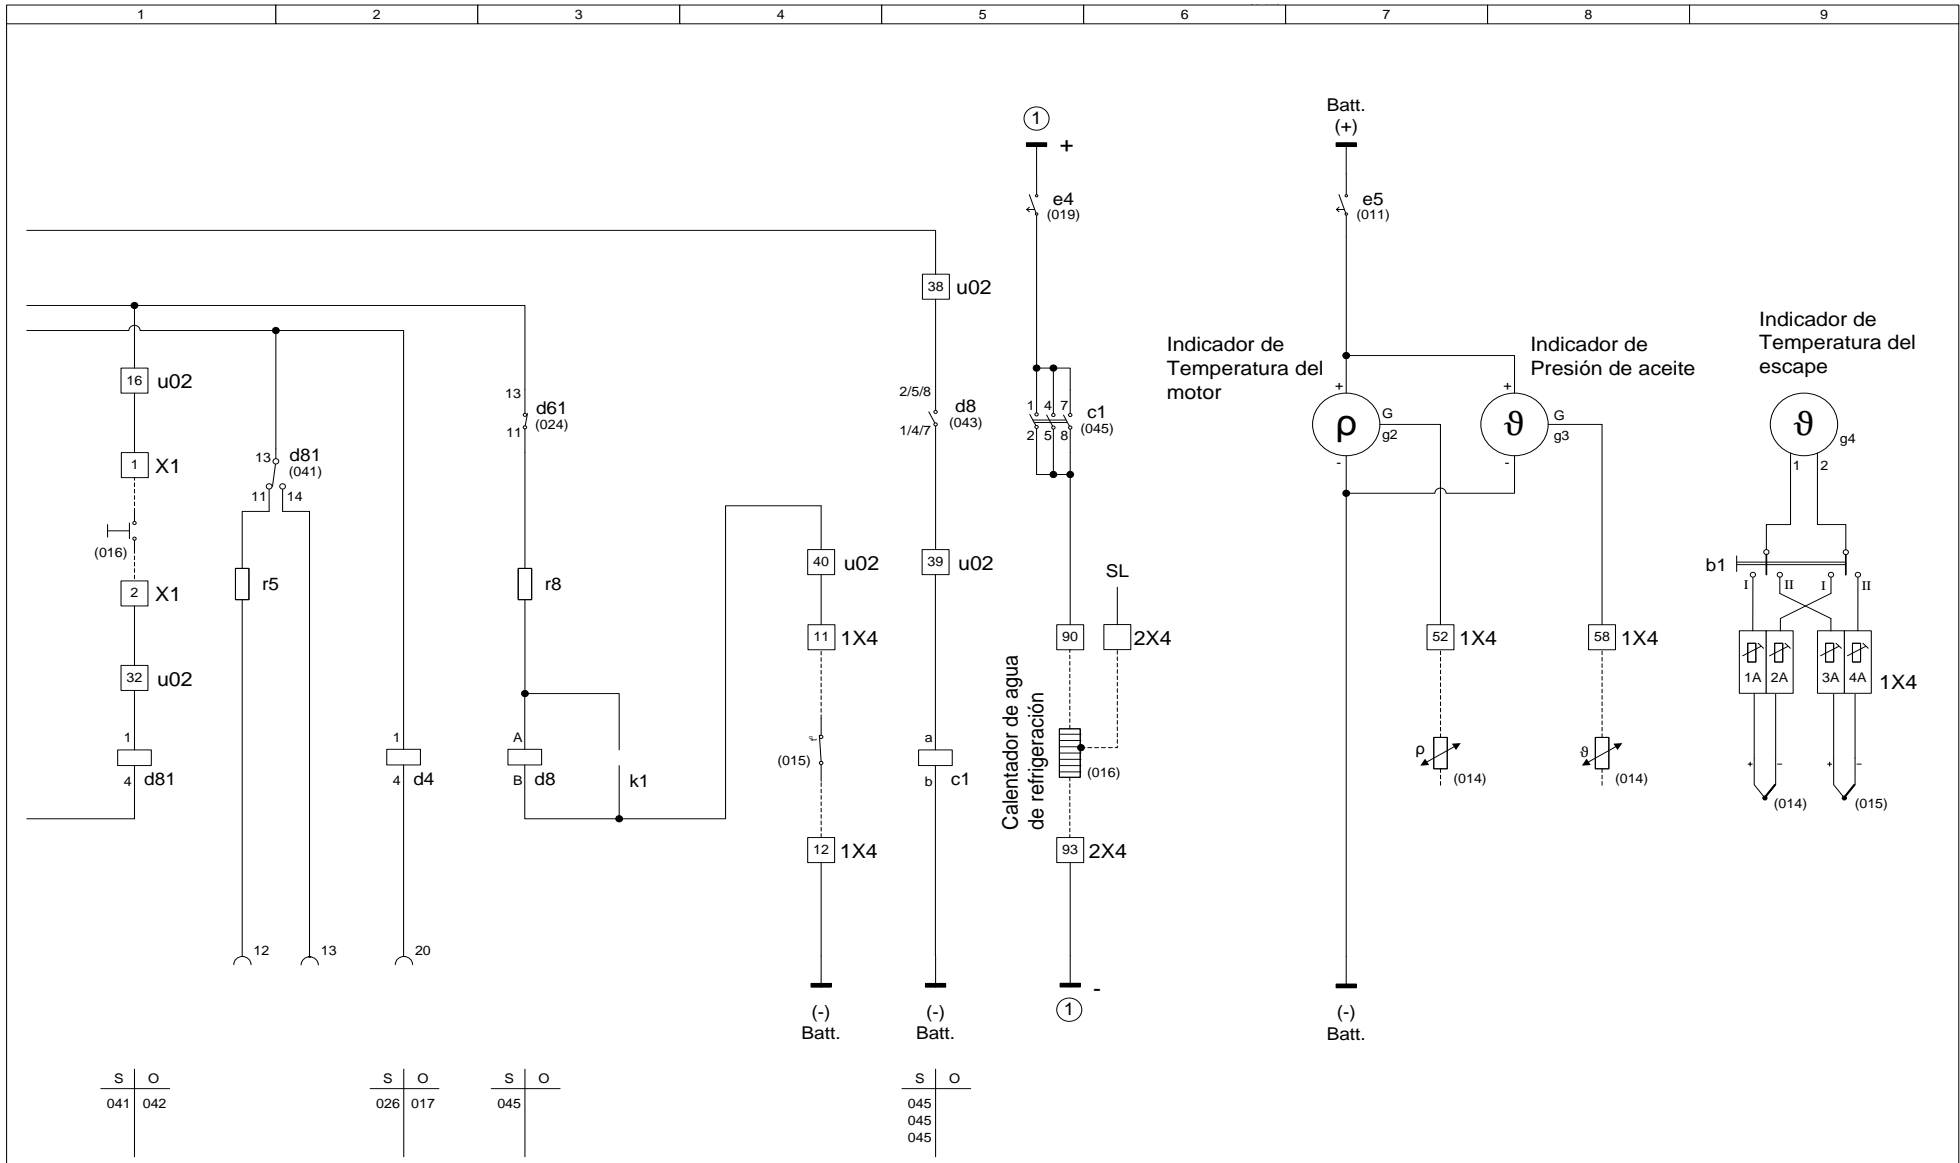 1 2 3 4 5 6 7 8 9
1
+
Batt.
(+)
e4
(019)
e5
(011)
38 u02
16 u02
1 X1
(016)
2 X1
32 u02
1
4 d81
13 d81
(041)
11 14
r5
12
13
1
4 d4
20
13
d61
(024)
11
r8
A
B d8
k1
40 u02
11 1X4
(015)
12 1X4
(-)
Batt.
2/5/8
d8
(043)
1/4/7
39 u02
a
b c1
(-)
Batt.
1 4 7
c1
(045)
2 5 8
SL
90
2X4
Calentador de agua
de refrigeración
(016)
93 2X4
-
1
Indicador de
Temperatura del
motor
+
ρ
G
g2
-
Indicador de
Presión de aceite
+
ϑ
G
g3
-
52 1X4
ρ
(014)
58 1X4
ϑ
(014)
(-)
Batt.
Indicador de
Temperatura del
escape
ϑ
g4
1 2
b1
I II I II
1A 2A 3A 4A 1X4
+ - + -
(014) (015)
S O
041 042
S O
026 017
S O
045
S O
045
045
045